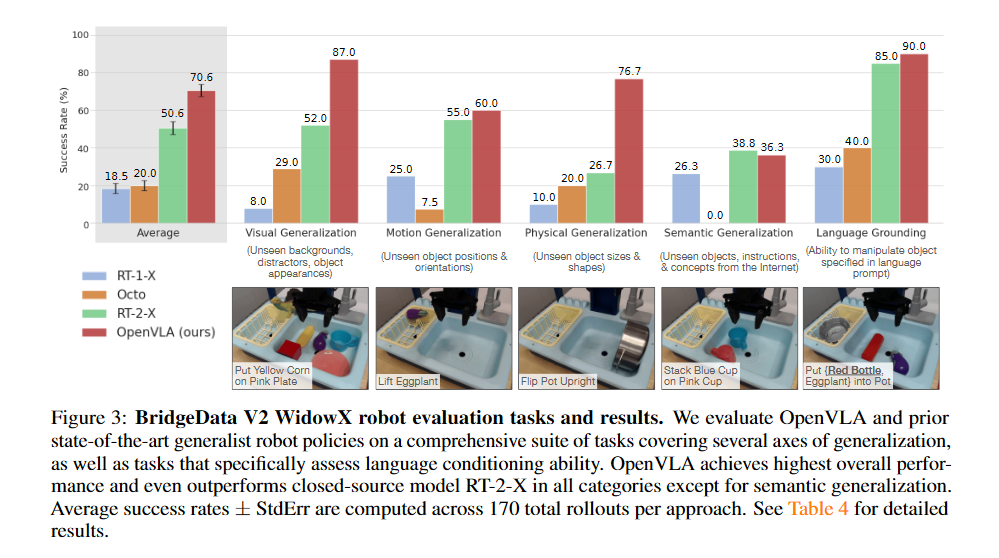 100
80
60
40
20
0
Success Rate (%)
18.5 20.0 50.6 70.6
8.0 29.0 52.0 87.0
25.0 7.5 55.0 60.0
10.0 20.0 26.7 76.7
26.3 0.0 38.8 36.3
30.0 40.0 85.0 90.0
Average
Visual Generalization
(Unseen backgrounds,
distractors, object
appearances)
Motion Generalization
(Unseen object positions &
orientations)
Physical Generalization
(Unseen object sizes &
shapes)
Semantic Generalization
(Unseen objects, instructions,
& concepts from the Internet)
Language Grounding
(Ability to manipulate object
specified in language
prompt)
RT-1-X
Octo
RT-2-X
OpenVLA (ours)
Put Yellow Corn
on Pink Plate
Lift Eggplant
Flip Pot Upright
Stack Blue Cup
on Pink Cup
Put {Red Bottle,
Eggplant} into Pot
Figure 3: BridgeData V2 WidowX robot evaluation tasks and results. We evaluate OpenVLA and prior
state-of-the-art generalist robot policies on a comprehensive suite of tasks covering several axes of generalization,
as well as tasks that specifically assess language conditioning ability. OpenVLA achieves highest overall perfor-
mance and even outperforms closed-source model RT-2-X in all categories except for semantic generalization.
Average success rates ± StdErr are computed across 170 total rollouts per approach. See Table 4 for detailed
results.